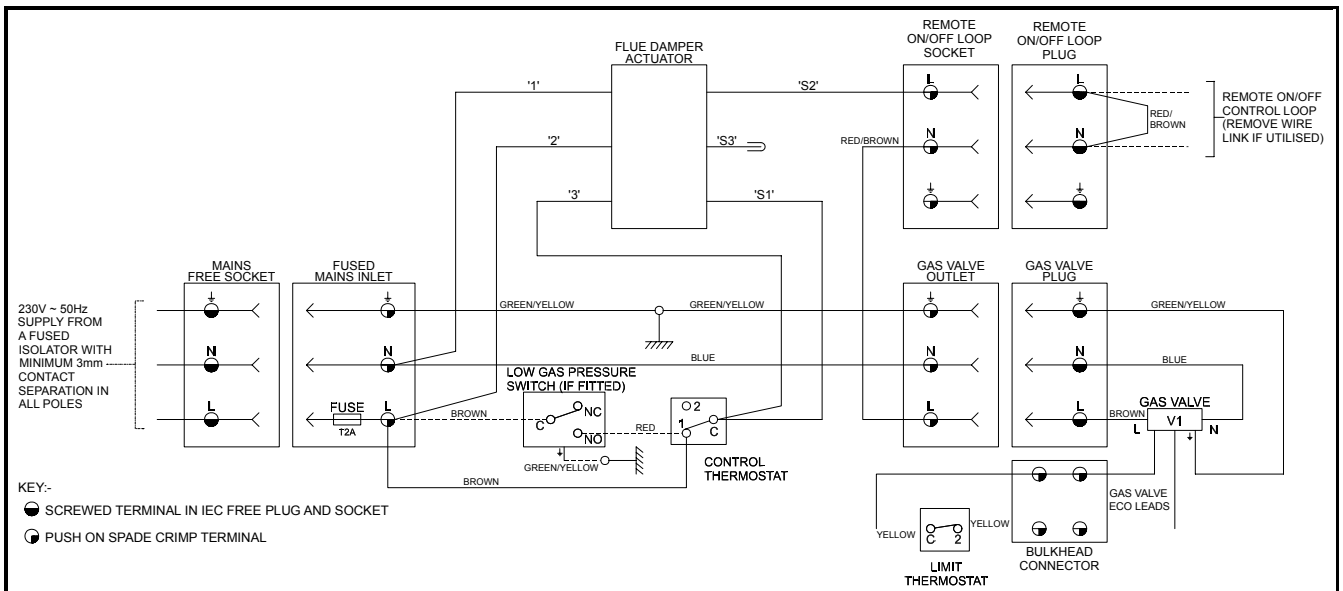 REMOTE
ON/OFF LOOP
SOCKET
REMOTE
ON/OFF LOOP
PLUG
FLUE DAMPER
ACTUATOR
'1'
'S2'
L
L
RED/
BROWN
REMOTE ON/OFF
CONTROL LOOP
(REMOVE WIRE
LINK IF UTILISED)
'2'
'S3'
RED/BROWN
N
N
'3'
'S1'
MAINS
FREE SOCKET
FUSED
MAINS INLET
GAS VALVE
OUTLET
GAS VALVE
PLUG
230V ~ 50Hz
SUPPLY FROM
A FUSED
ISOLATOR WITH
MINIMUM 3mm
CONTACT
SEPARATION IN
ALL POLES
GREEN/YELLOW
GREEN/YELLOW
GREEN/YELLOW
N
N
BLUE
N
N
BLUE
LOW GAS PRESSURE
SWITCH (IF FITTED)
L
FUSE
T2A
L
BROWN
C
NC
NO
RED
2
1
C
L
L
BROWN
GAS VALVE
L
V1
N
GREEN/YELLOW
BROWN
CONTROL
THERMOSTAT
KEY:-
SCREWED TERMINAL IN IEC FREE PLUG AND SOCKET
PUSH ON SPADE CRIMP TERMINAL
GAS VALVE
ECO LEADS
YELLOW
C
2
YELLOW
LIMIT
THERMOSTAT
BULKHEAD
CONNECTOR